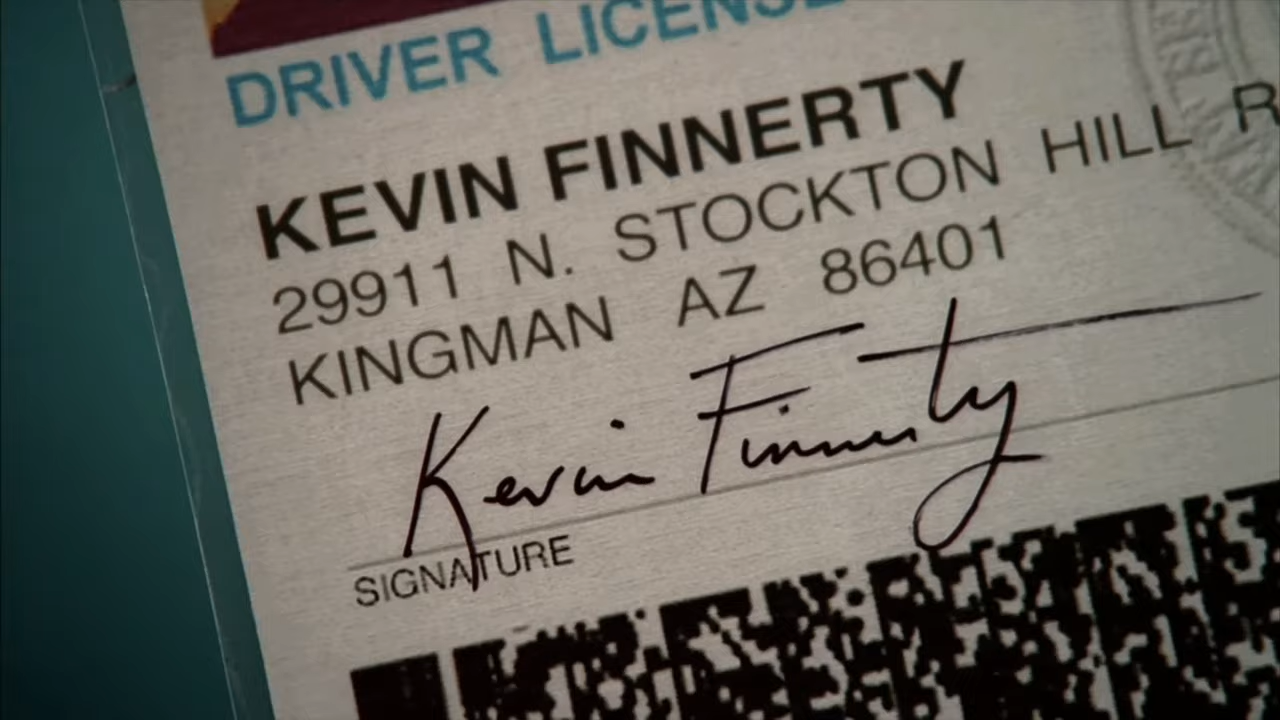 DRIVER LICENSE
KEVIN FINNERTY
29911 N. STOCKTON HILL R
KINGMAN AZ 86401
Kevin Finnerty
SIGNATURE